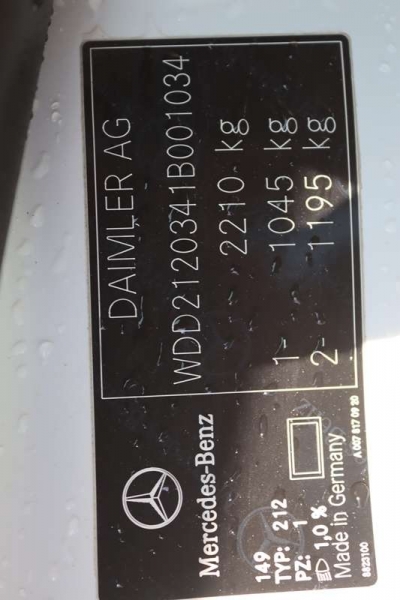 DAIMLER AG
WDD2120341B001034
2210 kg
1- 1045 kg
2- 1195 kg
Mercedes-Benz
149
TYP: 212
PZ: 1
1,0 %
Made in Germany
A 007 817 09 20
8823100